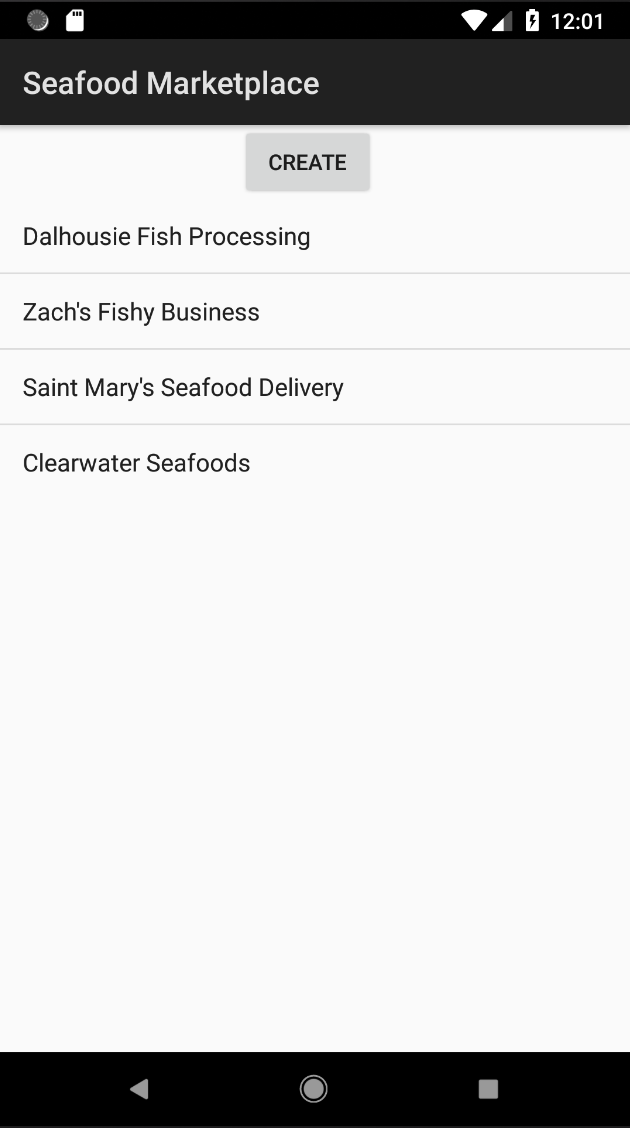 12:01
Seafood Marketplace
CREATE
Dalhousie Fish Processing
Zach's Fishy Business
Saint Mary's Seafood Delivery
Clearwater Seafoods